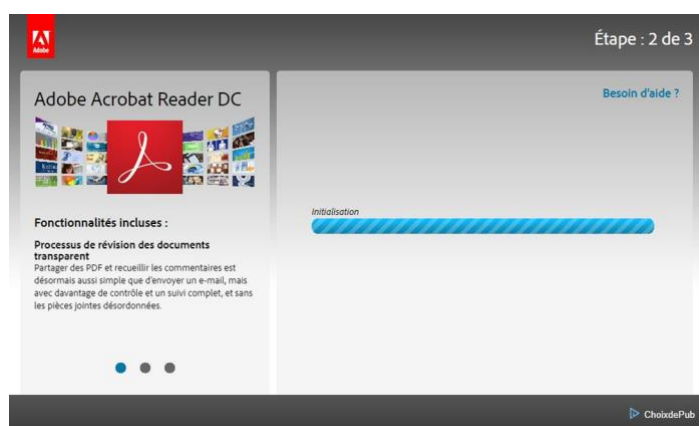 Adobe
Étape : 2 de 3
Adobe Acrobat Reader DC
Fonctionnalités incluses :
Processus de révision des documents
transparent
Partager des PDF et recueillir les commentaires est
désormais aussi simple que d'envoyer un e-mail, mais
avec davantage de contrôle et un suivi complet, et sans
les pièces jointes désordonnées.
Besoin d'aide ?
Initialisation
ChoixdePub